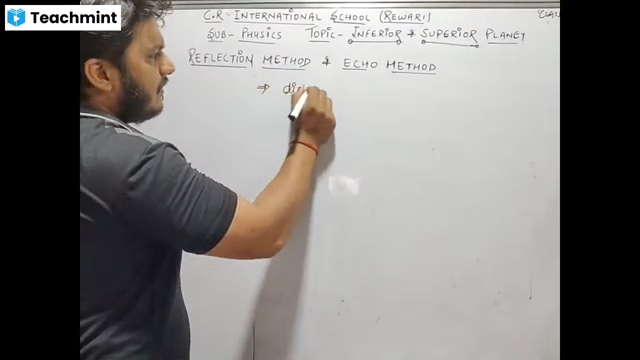 Teachmint
C.R-INTERNATIONAL SCHOOL (REWARI)
SUB- PHYSICS TOPIC- INFERIOR & SUPERIOR PLANET
REFLECTION METHOD & ECHO METHOD
⇒